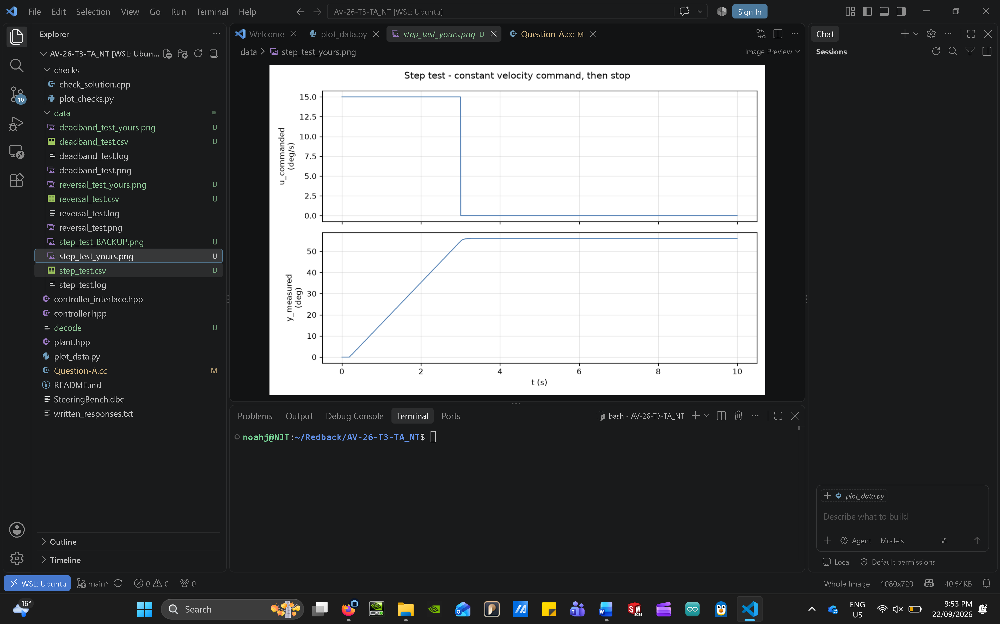 File Edit Selection View Go Run Terminal Help
AV-26-T3-TA_NT [WSL: Ubuntu]
Sign In
Explorer
AV-26-T3-TA_NT [WSL: Ubun...
checks
check_solution.cpp
plot_checks.py
data
deadband_test_yours.png U
deadband_test.csv U
deadband_test.log
deadband_test.png
reversal_test_yours.png U
reversal_test.csv U
reversal_test.log
reversal_test.png
step_test_BACKUP.png U
step_test_yours.png U
step_test.csv U
step_test.log
controller_interface.hpp
controller.hpp
decode U
plant.hpp
plot_data.py
Question-A.cc M
README.md
SteeringBench.dbc
written_responses.txt
Outline
Timeline
10
Welcome
plot_data.py
step_test_yours.png U
Question-A.cc M
data > step_test_yours.png
Image Preview
Step test - constant velocity command, then stop
u_commanded
(deg/s)
15.0
12.5
10.0
7.5
5.0
2.5
0.0
y_measured
(deg)
50
40
30
20
10
0
0 2 4 6 8 10
t (s)
Problems Output Debug Console Terminal Ports
bash - AV-26-T3-TA_NT
noahj@NJT:~/Redback/AV-26-T3-TA_NT$
Chat
Sessions
plot_data.py
Describe what to build
Agent Models
Local Default permissions
WSL: Ubuntu main* 0 0 0
Whole Image 1080x720 40.54KB
16°
Search
SW
2025
ENG
US
9:53 PM
22/09/2026